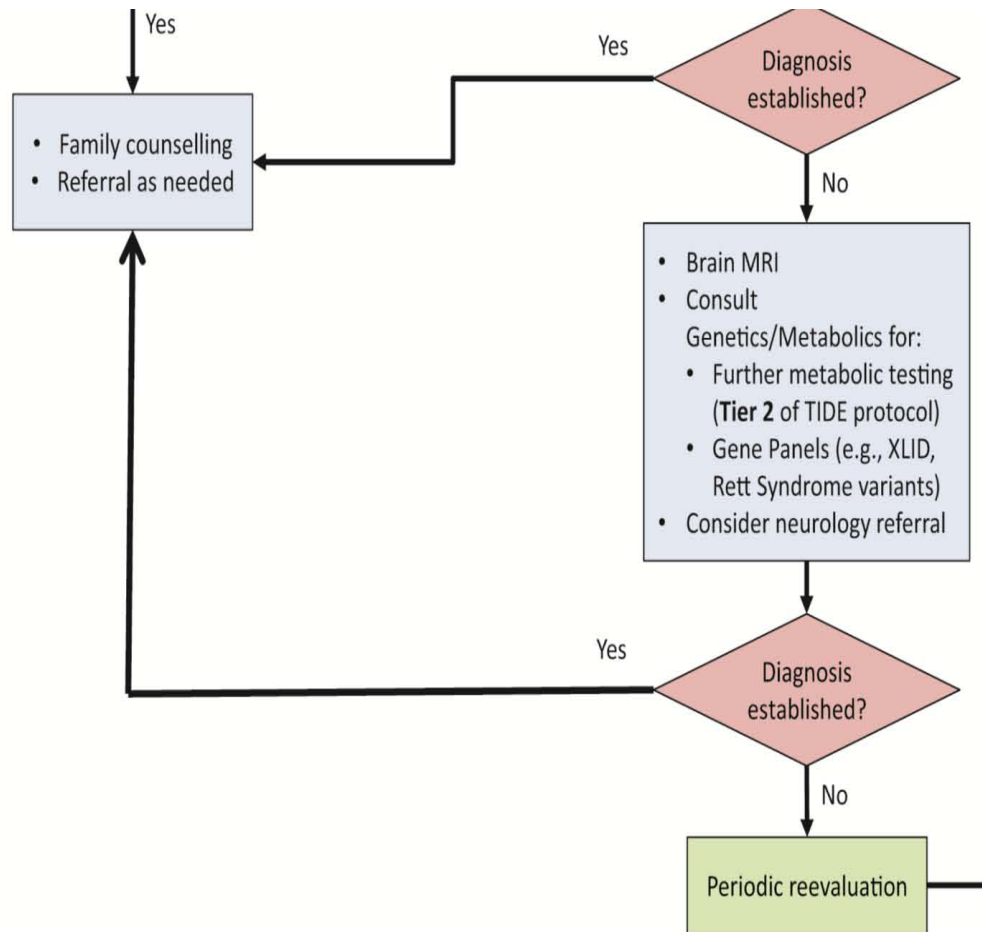 Yes
Yes
Diagnosis
established?
• Family counselling
• Referral as needed
No
• Brain MRI
• Consult
Genetics/Metabolics for:
• Further metabolic testing
(Tier 2 of TIDE protocol)
• Gene Panels (e.g., XLID,
Rett Syndrome variants)
• Consider neurology referral
Yes
Diagnosis
established?
No
Periodic reevaluation